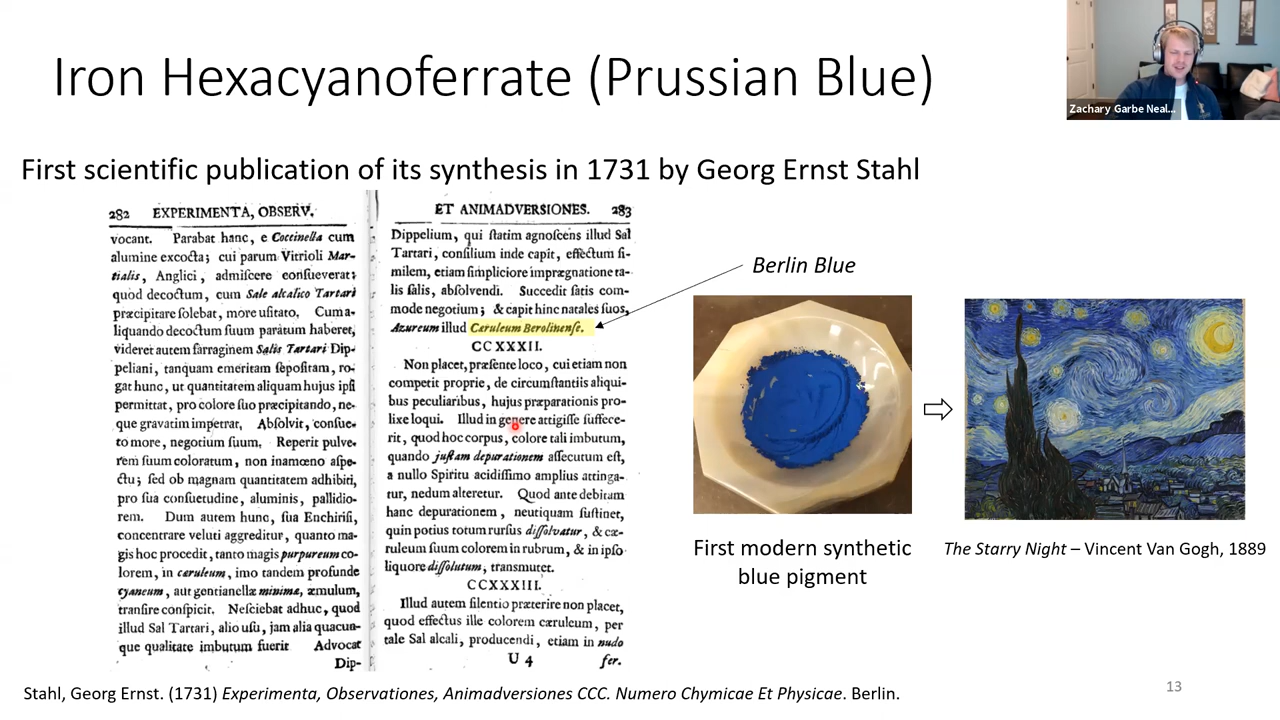 Iron Hexacyanoferrate (Prussian Blue)
Zachary Garbe Neal...
First scientific publication of its synthesis in 1731 by Georg Ernst Stahl
282 EXPERIMENTA, OBSERV.
vocant. Parabat hanc, e Coccinella cum
alumine excocta; cui parum Vitrioli Mar-
tialis, Anglici, admiscere consueverat;
quod decoctum, cum Sale alcalico Tartari
præcipitare solebat, more usitato. Cum a-
liquando decoctum suum paratum haberet,
videret autem farraginem Salis Tartari Dip-
peliani, tanquam emeritam sepositam, ro-
gat hunc, ut quantitatem aliquam hujus ipsi
permittat, pro colore suo præcipitando, ne-
que gravatim impetrat. Absolvit, consue-
to more, negotium suum. Reperit pulve-
rem suum coloratum, non inamœno aspe-
ctu; sed ob magnam quantitatem adhibiti,
pro sua consuetudine, aluminis, pallidio-
rem. Dum autem hunc, sua Enchirisi,
concentrare veluti aggreditur, quanto ma-
gis hoc procedit, tanto magis purpureum co-
lorem, in cæruleum, imo tandem profunde
cyaneum, aut gentianellæ minimæ, æmulum,
transire conspicit. Nesciebat adhuc, quod
illud Sal Tartari, alio usu, jam alia quacun-
que qualitate imbutum fuerit Advocat
Dip-
ET ANIMADVERSIONES. 283
Dippelium, qui statim agnoscens illud Sal
Tartari, consilium inde capit, effectum si-
milem, etiam simpliciore imprægnatione ta-
lis salis, absolvendi. Succedit satis com-
mode negotium; & capit hinc natales suos,
Azureum illud Cæruleum Berolinense.
CCXXXII.
Non placet, præsente loco, cui etiam non
competit proprie, de circumstantiis aliqui-
bus peculiaribus, hujus præparationis pro-
lixe loqui. Illud in genere attigisse suffece-
rit, quod hoc corpus, colore tali imbutum,
quando justam depurationem assecutum est,
a nullo Spiritu acidissimo amplius attinga-
tur, nedum alteretur. Quod ante debitam
hanc depurationem, neutiquam sustinet,
quin potius totum rursus dissolvatur, & cæ-
ruleum suum colorem in rubrum, & in ipso
liquore dissolutum, transmutet.
CCXXXIII.
Illud autem silentio præterire non placet,
quod effectus ille colorem cæruleum, per
tale Sal alcali, producendi, etiam in nudo
U 4 fer.
Berlin Blue
First modern synthetic
blue pigment
The Starry Night – Vincent Van Gogh, 1889
Stahl, Georg Ernst. (1731) Experimenta, Observationes, Animadversiones CCC. Numero Chymicae Et Physicae. Berlin.
13